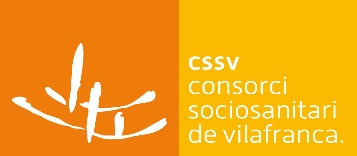 cssv
consorci
sociosanitari
de vilafranca.